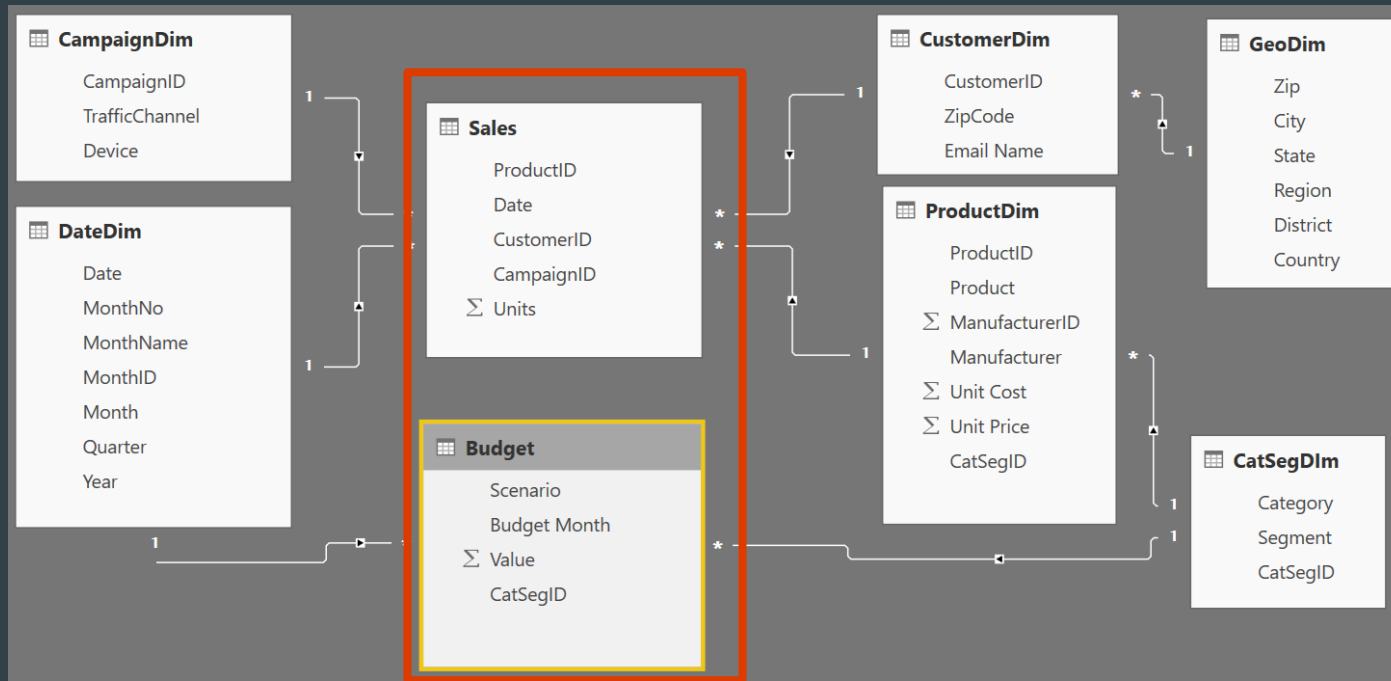 CampaignDim
CampaignID
TrafficChannel
Device
1
DateDim
Date
MonthNo
MonthName
MonthID
Month
Quarter
Year
1
1
*
*
*
Sales
ProductID
Date
CustomerID
CampaignID
Σ Units
*
*
Budget
Scenario
Budget Month
Σ Value
CatSegID
*
1
CustomerDim
CustomerID
ZipCode
Email Name
*
1
GeoDim
Zip
City
State
Region
District
Country
1
ProductDim
ProductID
Product
Σ ManufacturerID
Manufacturer
Σ Unit Cost
Σ Unit Price
CatSegID
*
1
1
CatSegDIm
Category
Segment
CatSegID